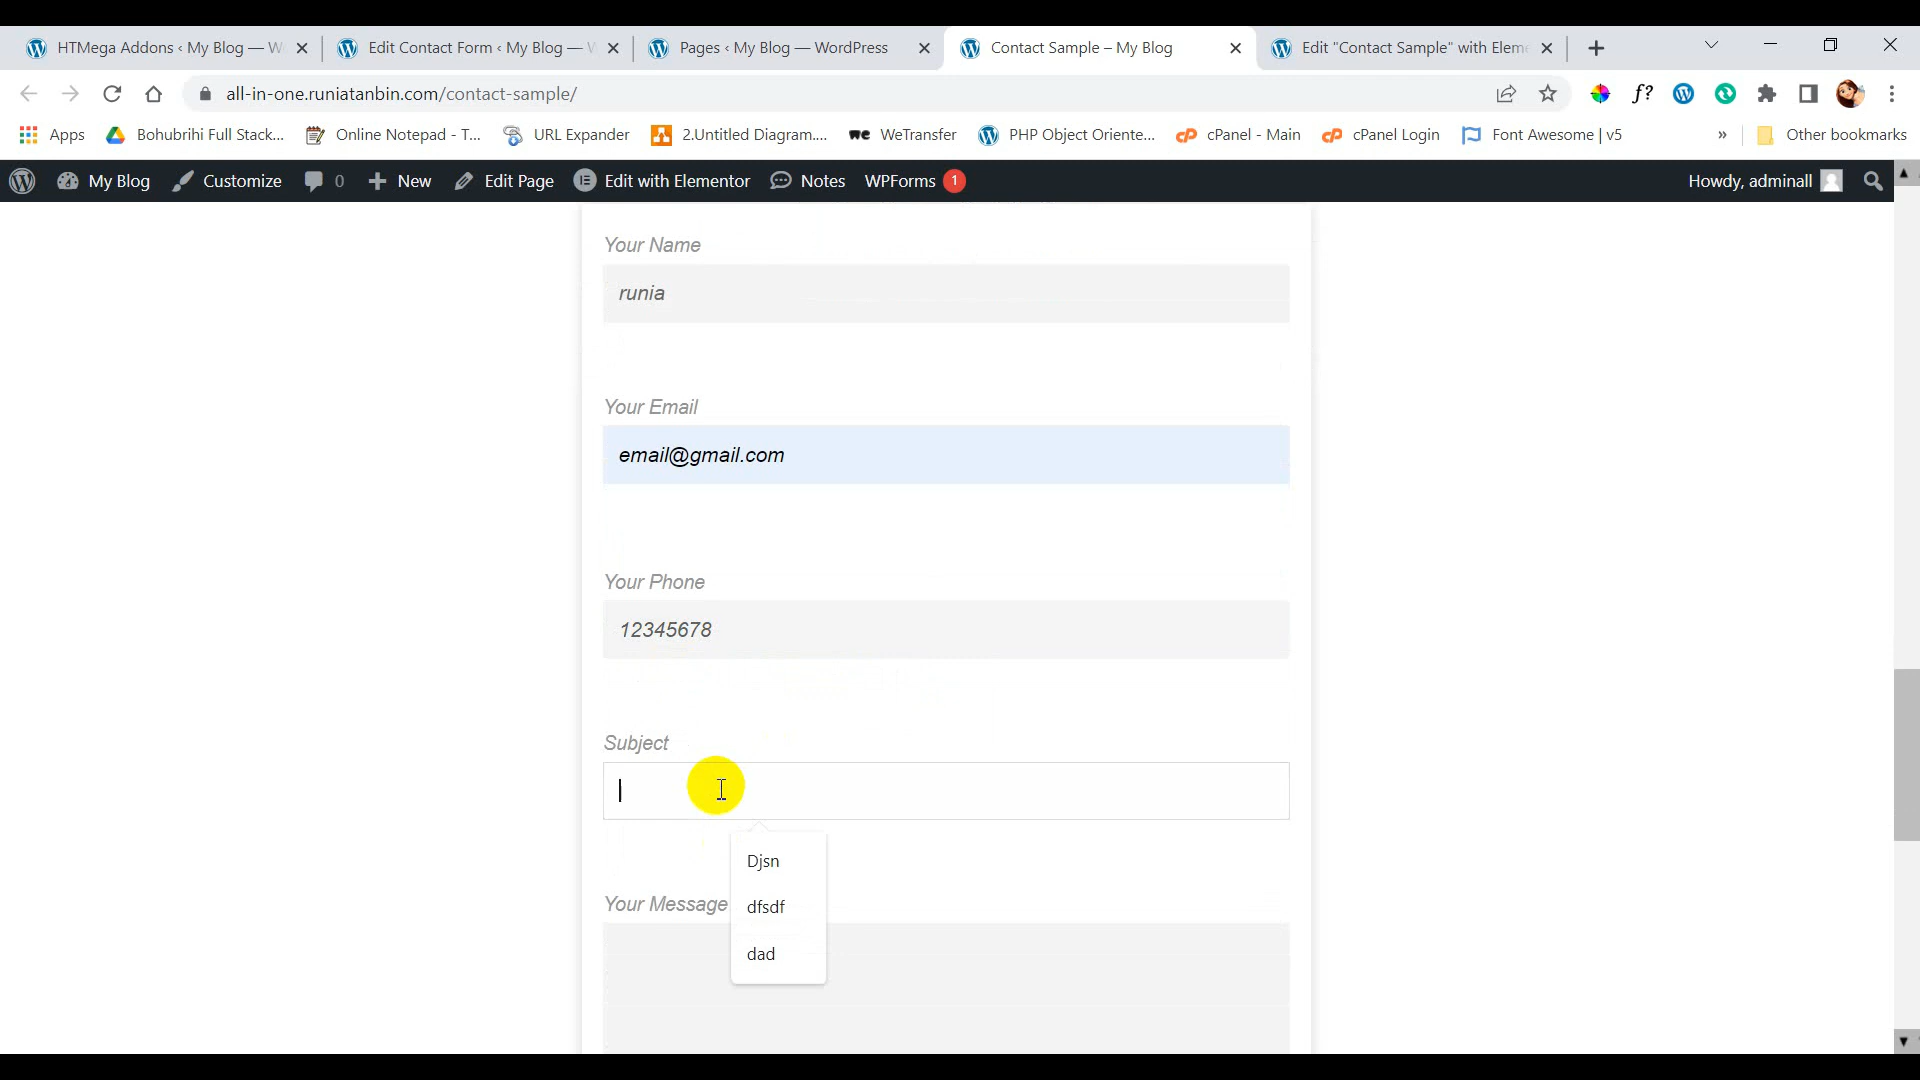 HTMega Addons ‹ My Blog — W
Edit Contact Form ‹ My Blog —
Pages ‹ My Blog — WordPress
Contact Sample – My Blog
Edit "Contact Sample" with Eleme
all-in-one.runiatanbin.com/contact-sample/
f?
Apps
Bohubrihi Full Stack...
Online Notepad - T...
URL Expander
2.Untitled Diagram....
we
WeTransfer
PHP Object Oriente...
cPanel - Main
cPanel Login
Font Awesome | v5
»
Other bookmarks
My Blog
Customize
0
New
Edit Page
Edit with Elementor
Notes
WPForms 1
Howdy, adminall
Your Name
runia
Your Email
email@gmail.com
Your Phone
12345678
Subject
Djsn
dfsdf
dad
Your Message